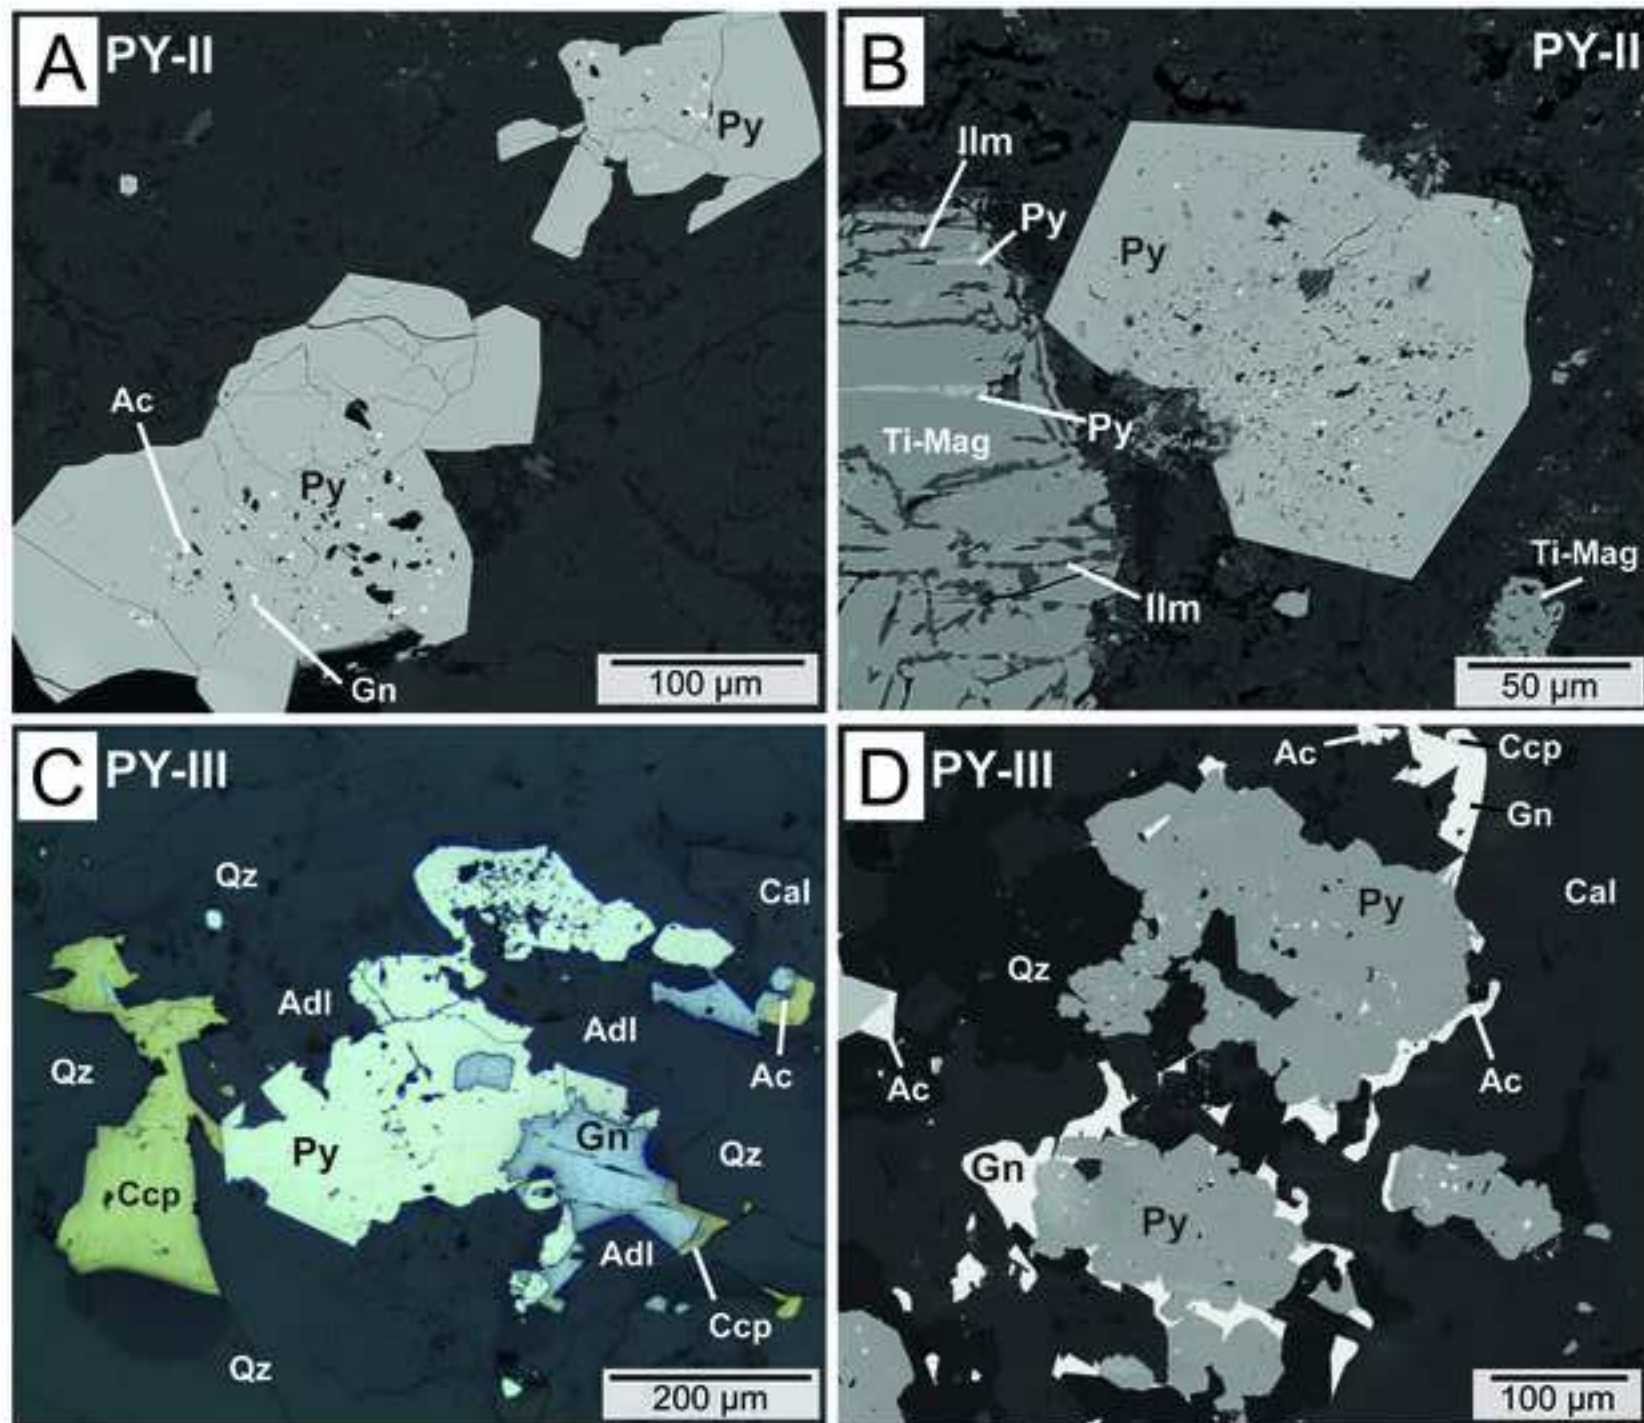 A PY-II
Py
Ac
Py
Gn
100 µm
B PY-II
Ilm
Py
Py
Py
Ti-Mag
Ti-Mag
Ilm
50 µm
C PY-III
Qz
Cal
Adl
Adl
Qz
Ac
Py
Gn
Qz
Ccp
Adl
Ccp
Qz
200 µm
D PY-III
Ac
Ccp
Gn
Py
Cal
Qz
Ac
Ac
Gn
Py
100 µm